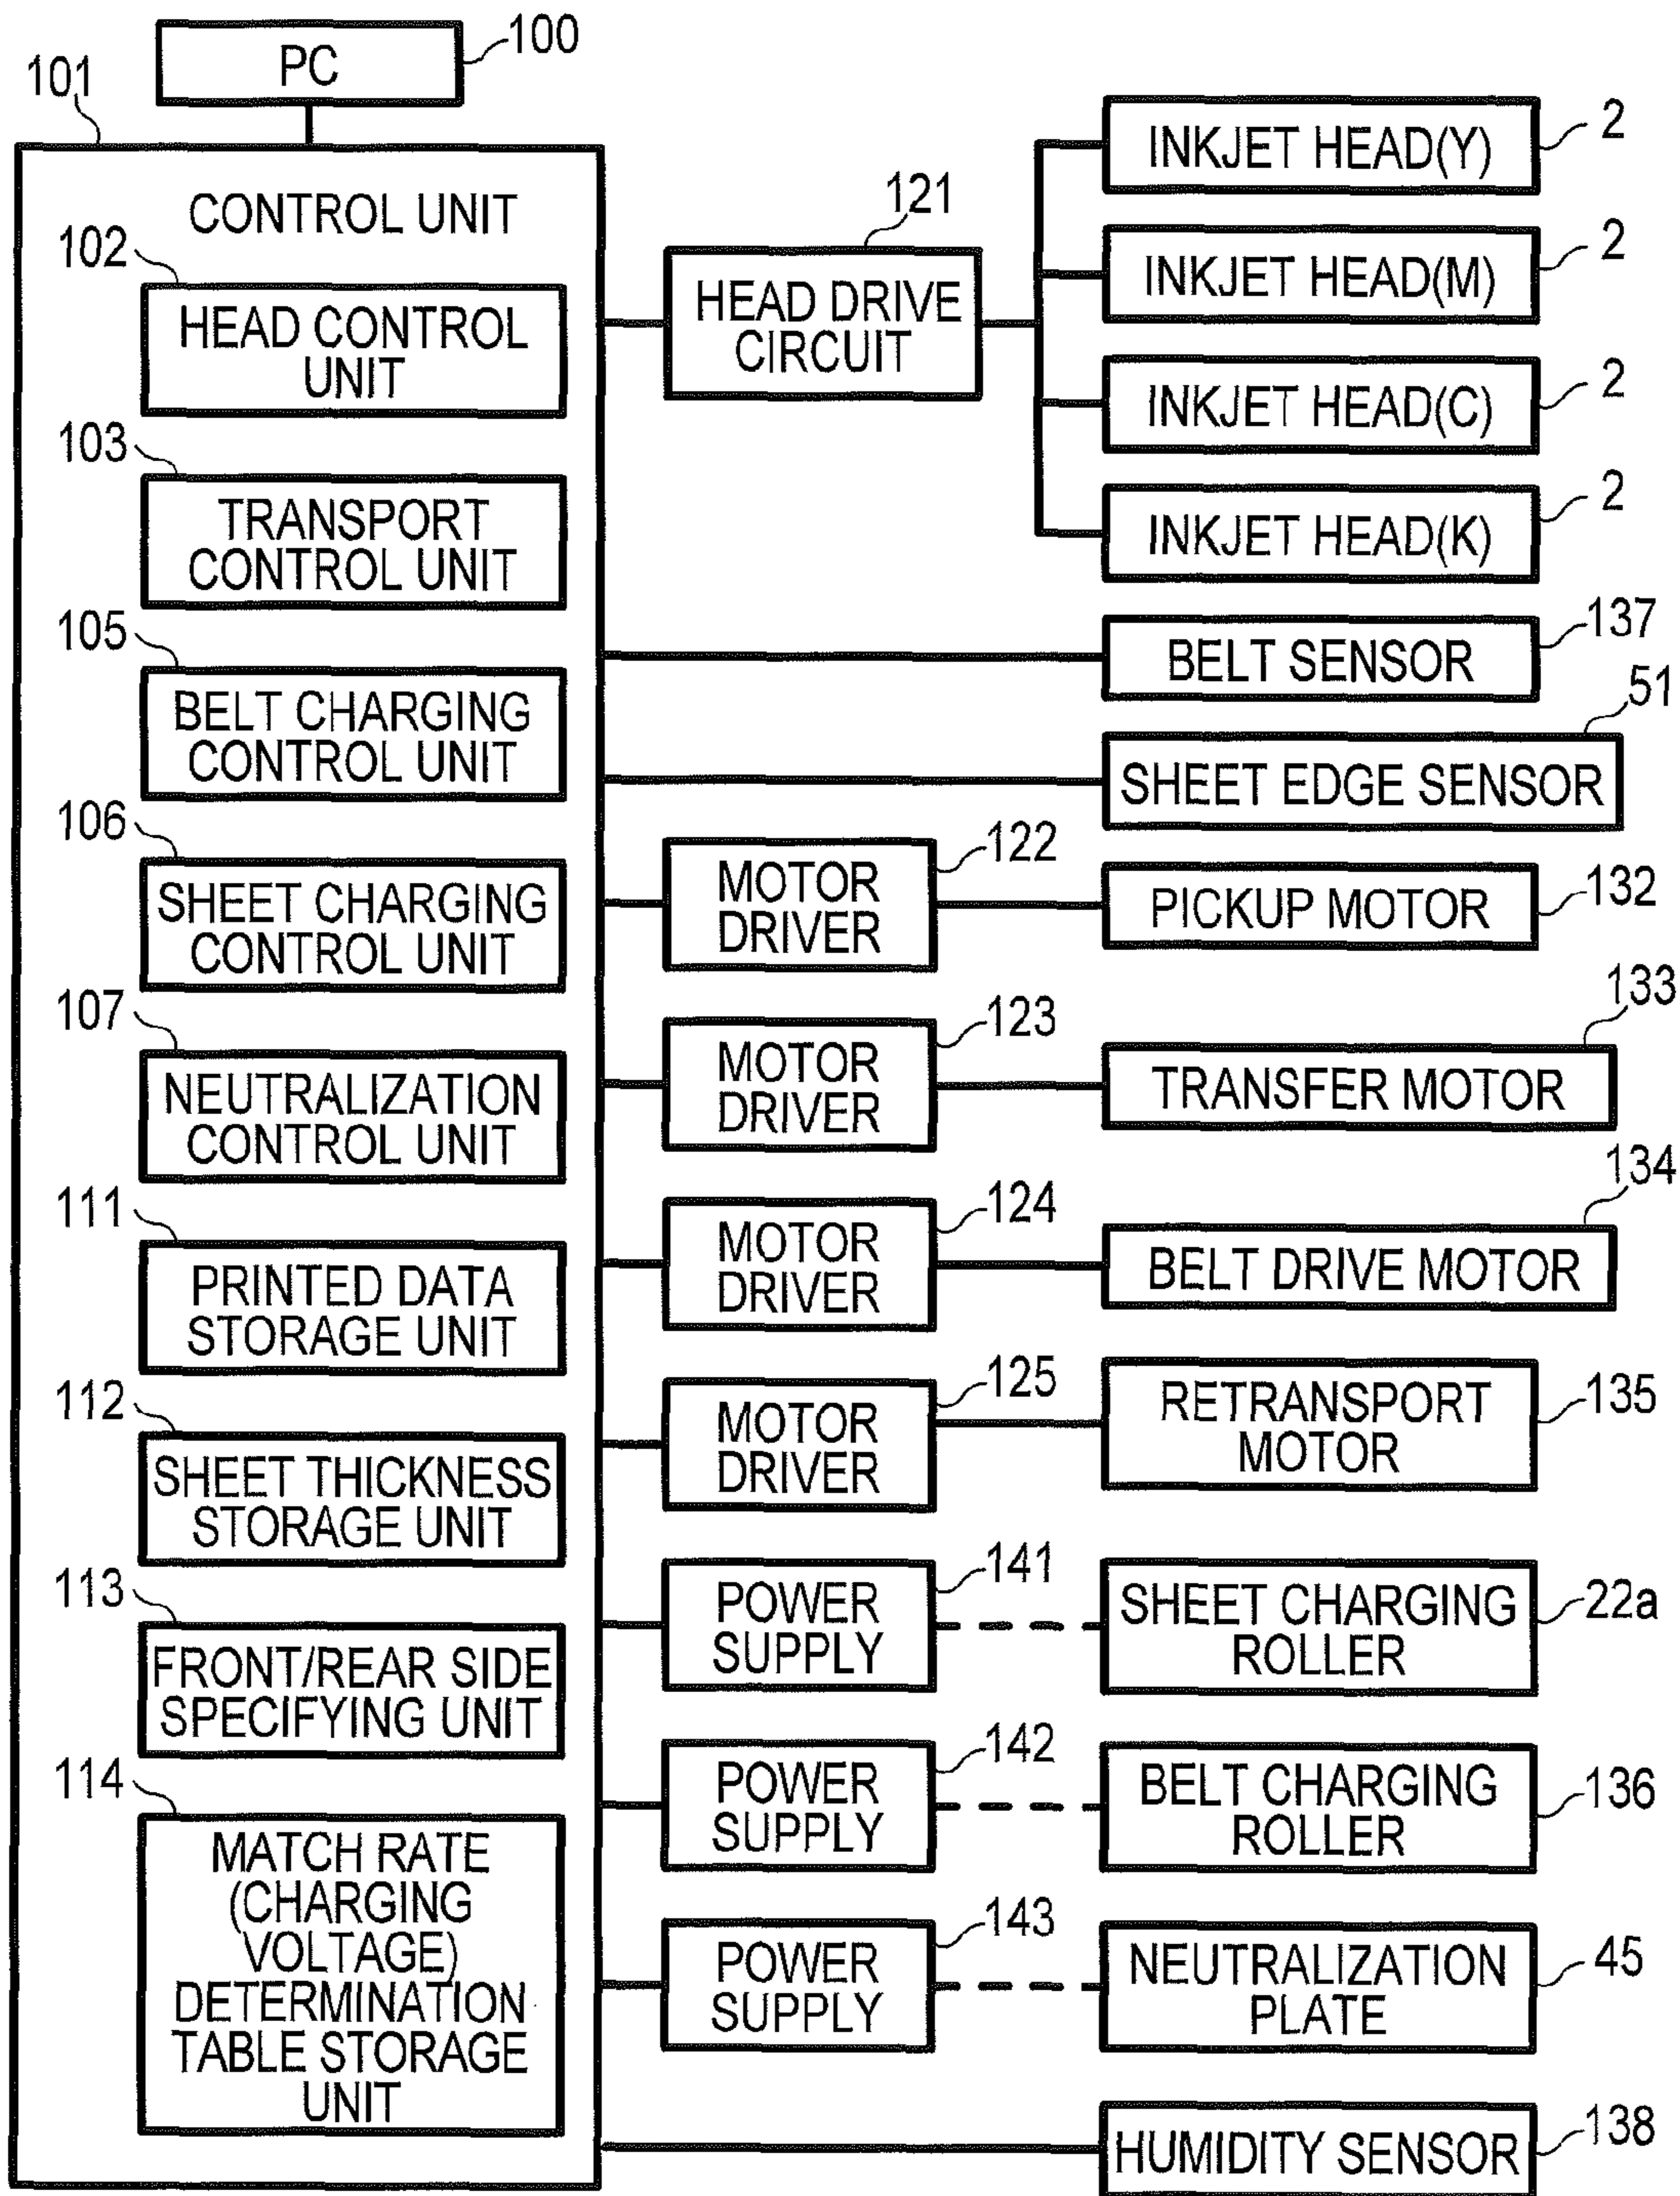 100
PC
101
CONTROL UNIT
102
HEAD CONTROL
UNIT
103
TRANSPORT
CONTROL UNIT
105
BELT CHARGING
CONTROL UNIT
106
SHEET CHARGING
CONTROL UNIT
107
NEUTRALIZATION
CONTROL UNIT
111
PRINTED DATA
STORAGE UNIT
112
SHEET THICKNESS
STORAGE UNIT
113
FRONT/REAR SIDE
SPECIFYING UNIT
114
MATCH RATE
(CHARGING
VOLTAGE)
DETERMINATION
TABLE STORAGE
UNIT
121
HEAD DRIVE
CIRCUIT
INKJET HEAD(Y)
2
INKJET HEAD(M)
2
INKJET HEAD(C)
2
INKJET HEAD(K)
2
BELT SENSOR
137
51
SHEET EDGE SENSOR
122
MOTOR
DRIVER
PICKUP MOTOR
132
123
MOTOR
DRIVER
133
TRANSFER MOTOR
124
MOTOR
DRIVER
134
BELT DRIVE MOTOR
125
MOTOR
DRIVER
RETRANSPORT
MOTOR
135
141
POWER
SUPPLY
SHEET CHARGING
ROLLER
22a
142
POWER
SUPPLY
BELT CHARGING
ROLLER
136
143
POWER
SUPPLY
NEUTRALIZATION
PLATE
45
HUMIDITY SENSOR
138